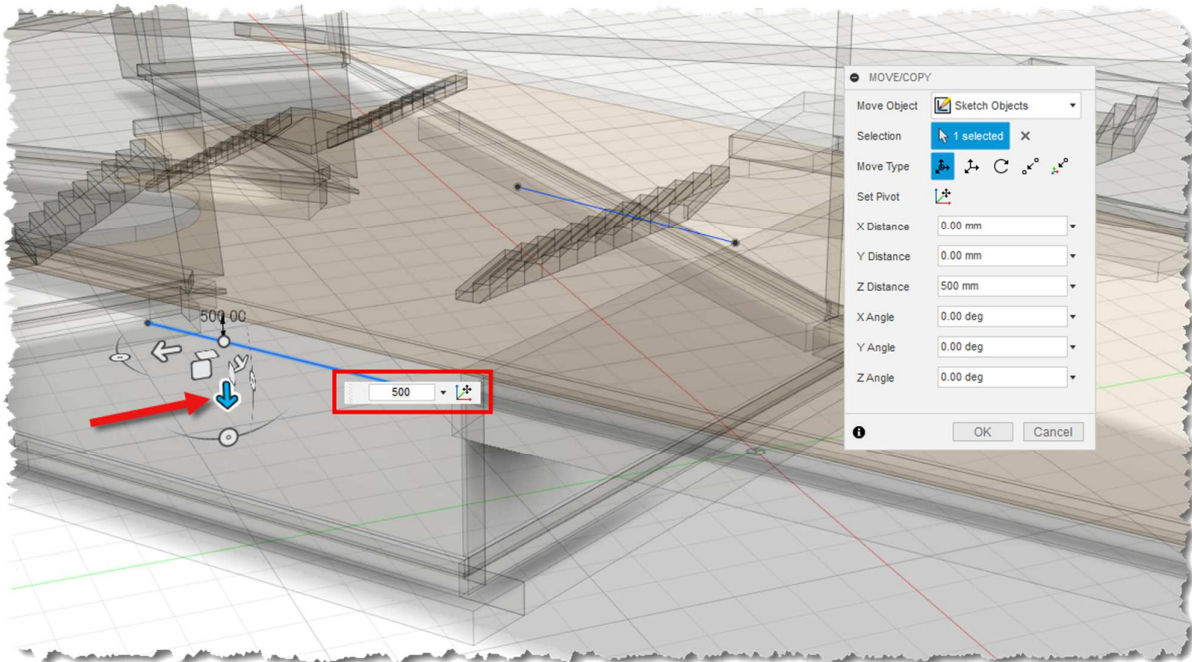 MOVE/COPY
Move Object Sketch Objects
Selection 1 selected
Move Type
Set Pivot
X Distance 0.00 mm
Y Distance 0.00 mm
Z Distance 500 mm
X Angle 0.00 deg
Y Angle 0.00 deg
Z Angle 0.00 deg
OK Cancel
500.00
500